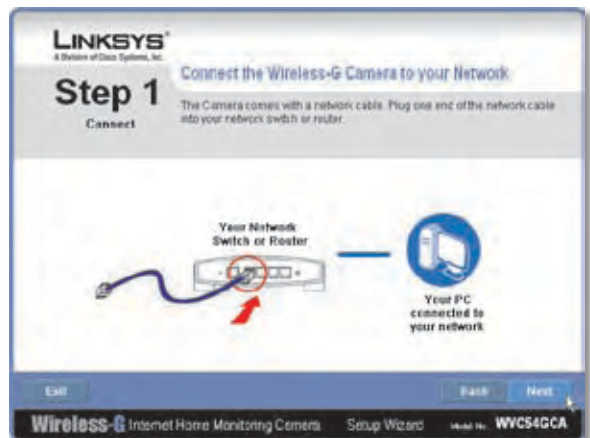 LINKSYS®
A Division of Cisco Systems, Inc.
Step 1
Connect
Connect the Wireless-G Camera to your Network
The Camera comes with a network cable. Plug one end of the network cable
into your network switch or router.
Your Network
Switch or Router
Your PC
connected to
your network
Exit
Back
Next
Wireless-G Internet Home Monitoring Camera
Setup Wizard
Model No. WVC54GCA